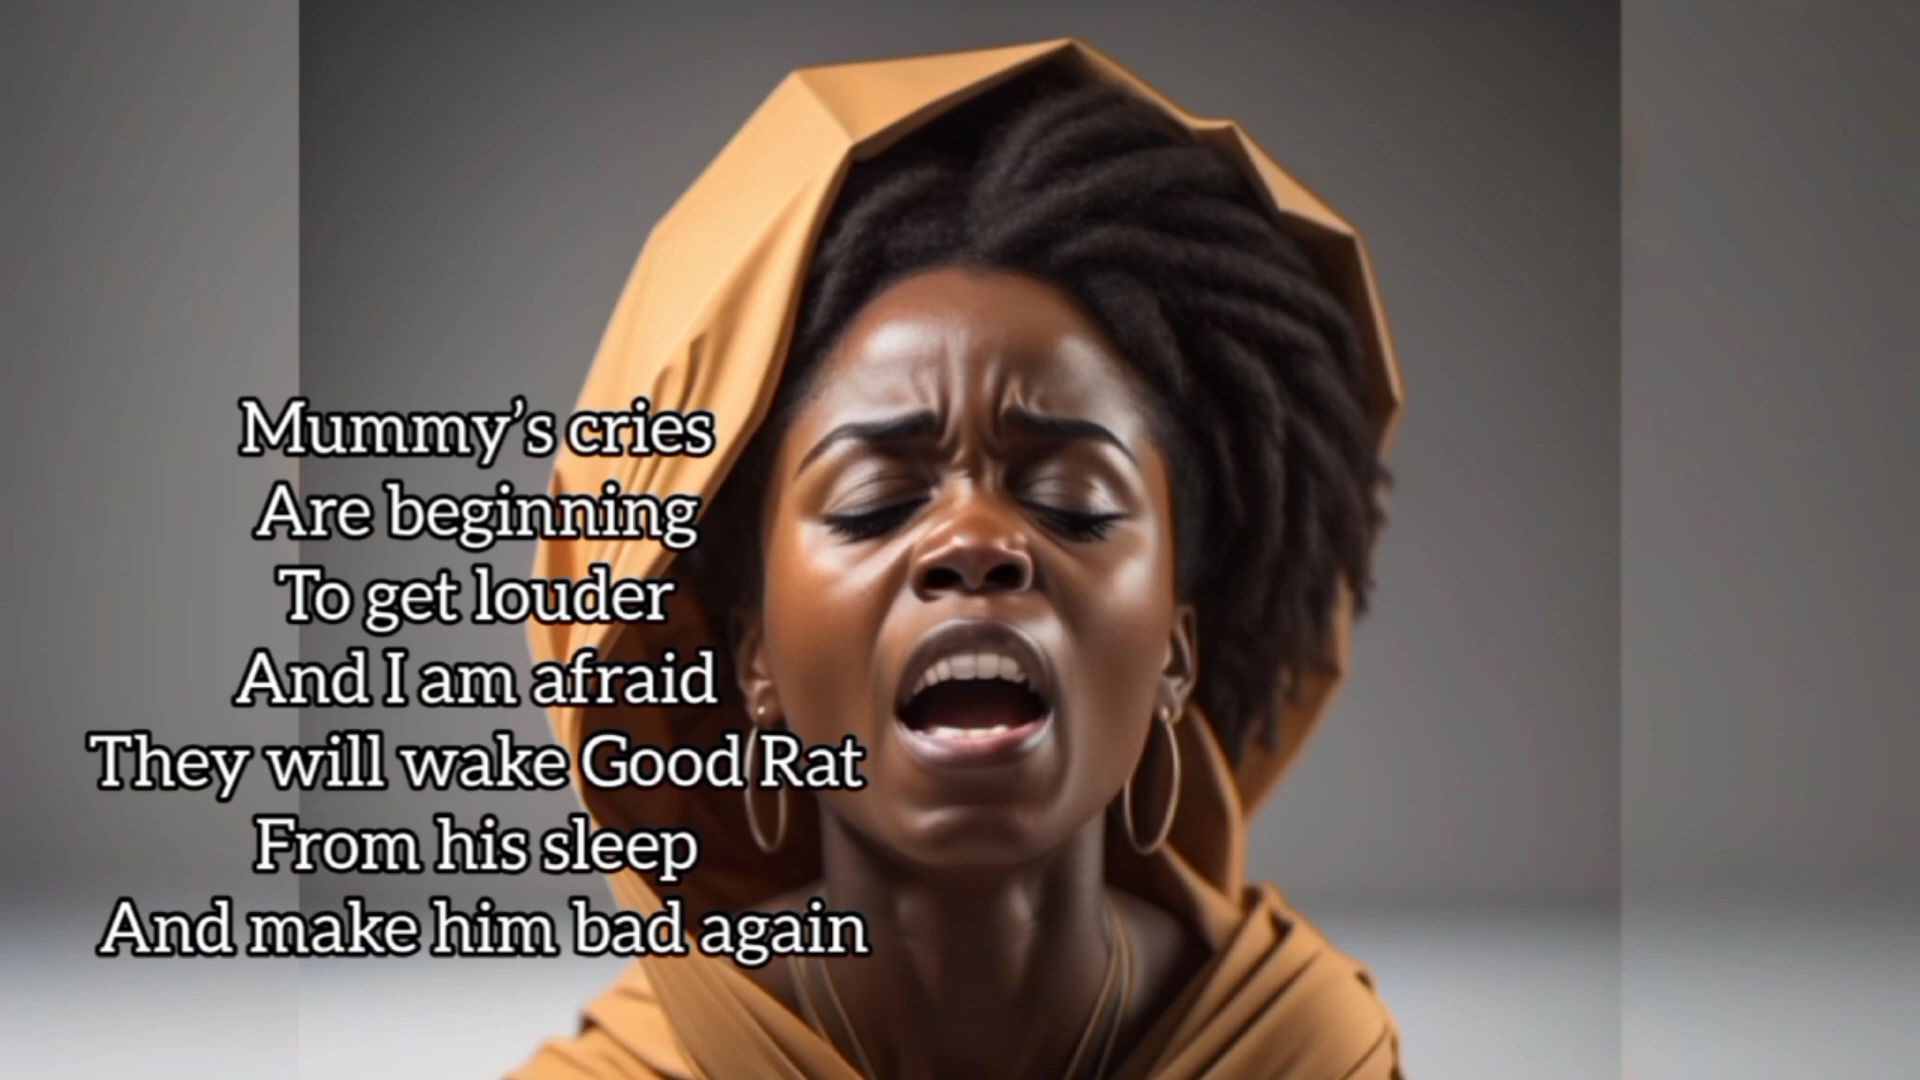 Mummy’s cries
Are beginning
To get louder
And I am afraid
They will wake Good Rat
From his sleep
And make him bad again